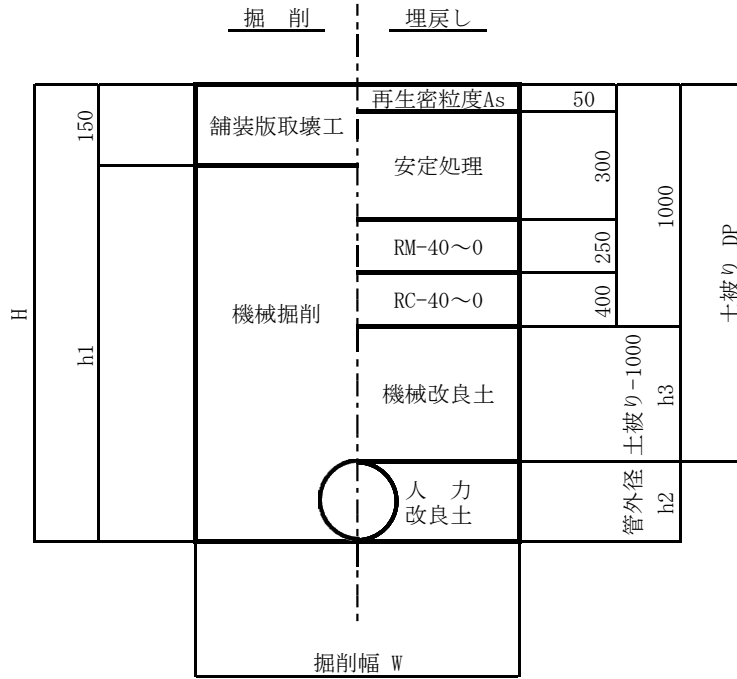 掘 削
埋戻し
再生密粒度As
50
舗装版取壊工
150
安定処理
300
1000
RM-40～0
250
土被り DP
RC-40～0
400
機械掘削
H
h1
機械改良土
土被り-1000
h3
人 力
改良土
管外径
h2
掘削幅 W